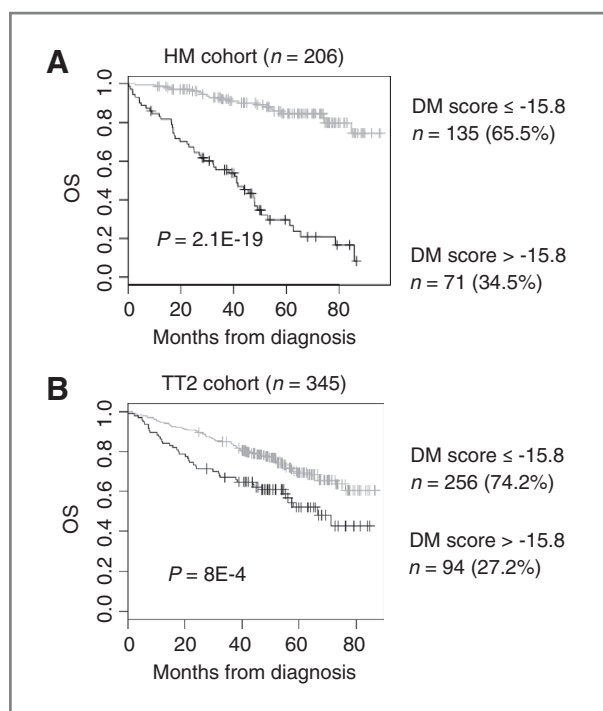 A
HM cohort (n = 206)
OS
1.0
0.8
0.6
0.4
0.2
0.0
P = 2.1E-19
0 20 40 60 80
Months from diagnosis
DM score ≤ -15.8
n = 135 (65.5%)
DM score > -15.8
n = 71 (34.5%)
B
TT2 cohort (n = 345)
OS
1.0
0.8
0.6
0.4
0.2
0.0
P = 8E-4
0 20 40 60 80
Months from diagnosis
DM score ≤ -15.8
n = 256 (74.2%)
DM score > -15.8
n = 94 (27.2%)